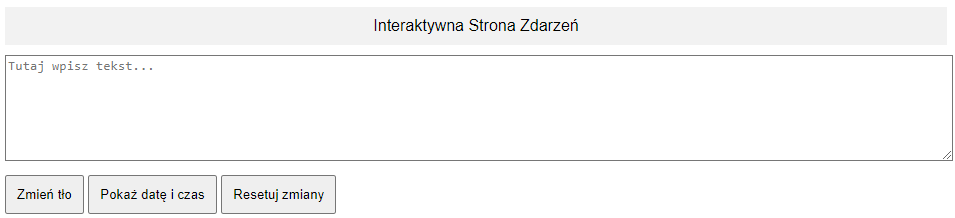 Interaktywna Strona Zdarzeń
Tutaj wpisz tekst...
Zmień tło Pokaż datę i czas Resetuj zmiany